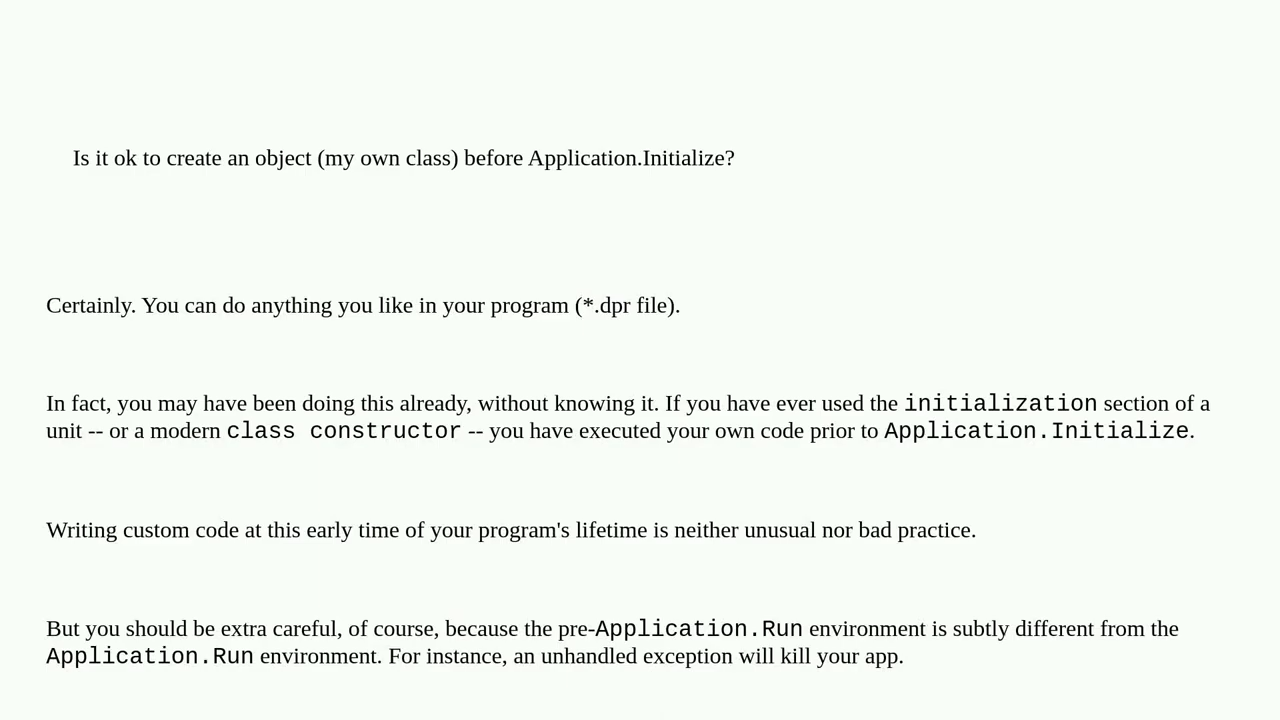 Is it ok to create an object (my own class) before Application.Initialize?
Certainly. You can do anything you like in your program (*.dpr file).
In fact, you may have been doing this already, without knowing it. If you have ever used the initialization section of a
unit -- or a modern class constructor -- you have executed your own code prior to Application.Initialize.
Writing custom code at this early time of your program's lifetime is neither unusual nor bad practice.
But you should be extra careful, of course, because the pre-Application.Run environment is subtly different from the
Application.Run environment. For instance, an unhandled exception will kill your app.